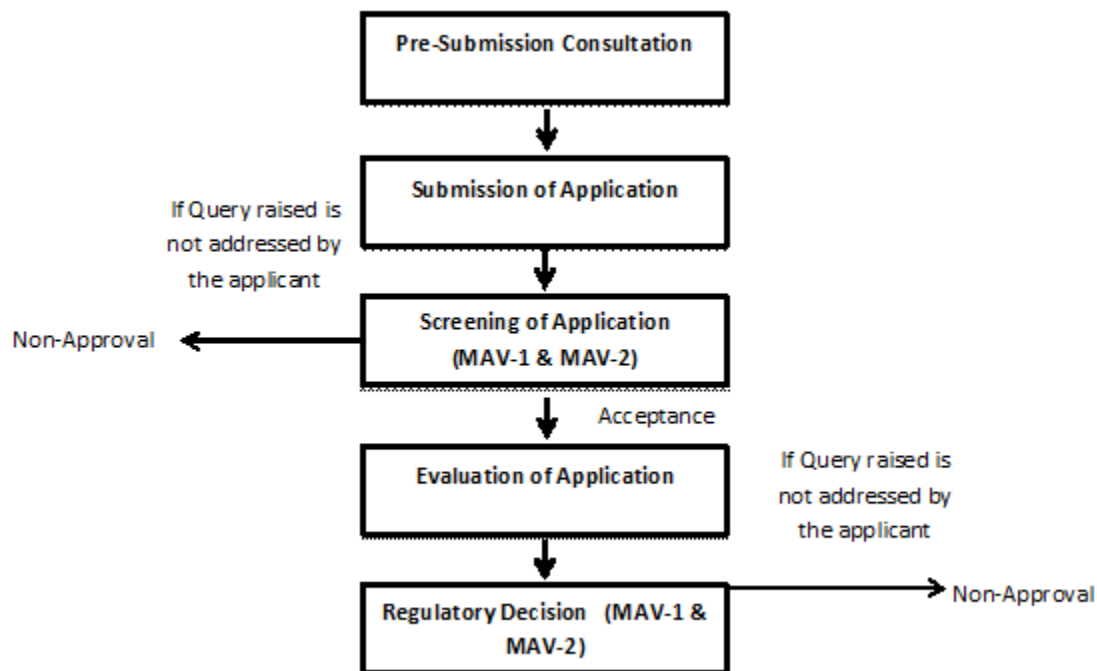 Pre-Submission Consultation
Submission of Application
If Query raised is
not addressed by
the applicant
Screening of Application
(MAV-1 & MAV-2)
Non-Approval
Acceptance
Evaluation of Application
If Query raised is
not addressed by
the applicant
Regulatory Decision (MAV-1 &
MAV-2)
Non-Approval